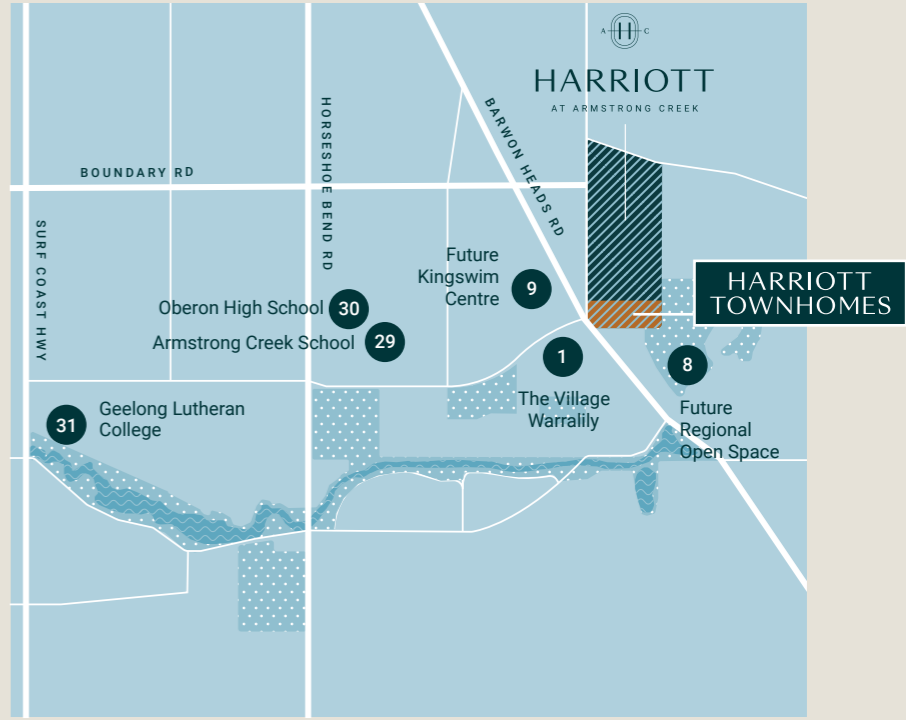 A H C
HARRIOTT
AT ARMSTRONG CREEK
BOUNDARY RD
HORSESHOE BEND RD
BARWON HEADS RD
SURF COAST HWY
Future
Kingswim
Centre
9
HARRIOTT
TOWNHOMES
Oberon High School
30
Armstrong Creek School
29
1
The Village
Warralily
8
Future
Regional
Open Space
31
Geelong Lutheran
College